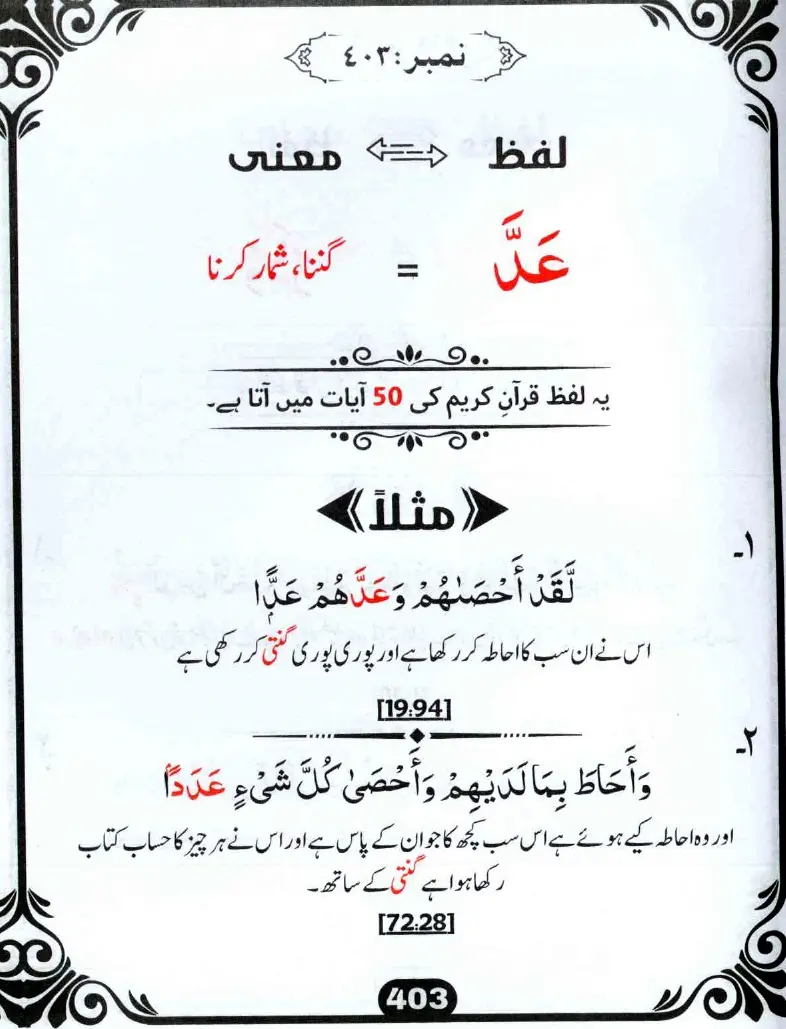 نمبر:۴۰۳
لفظ معنی
عَدَّ = گننا، شمار کرنا
یہ لفظ قرآنِ کریم کی 50 آیات میں آتا ہے۔
مثلاً
۱۔
لَّقَدْ أَحْصَىٰهُمْ وَعَدَّهُمْ عَدًّا
اس نے ان سب کا احاطہ کر رکھا ہے اور پوری پوری گنتی کر رکھی ہے
[19:94]
۲۔
وَأَحَاطَ بِمَا لَدَيْهِمْ وَأَحْصَىٰ كُلَّ شَىْءٍ عَدَدًۢا
اور وہ احاطہ کیے ہوئے ہے اس سب کچھ کا جو ان کے پاس ہے اور اس نے ہر چیز کا حساب کتاب
رکھا ہوا ہے گنتی کے ساتھ۔
[72:28]
403